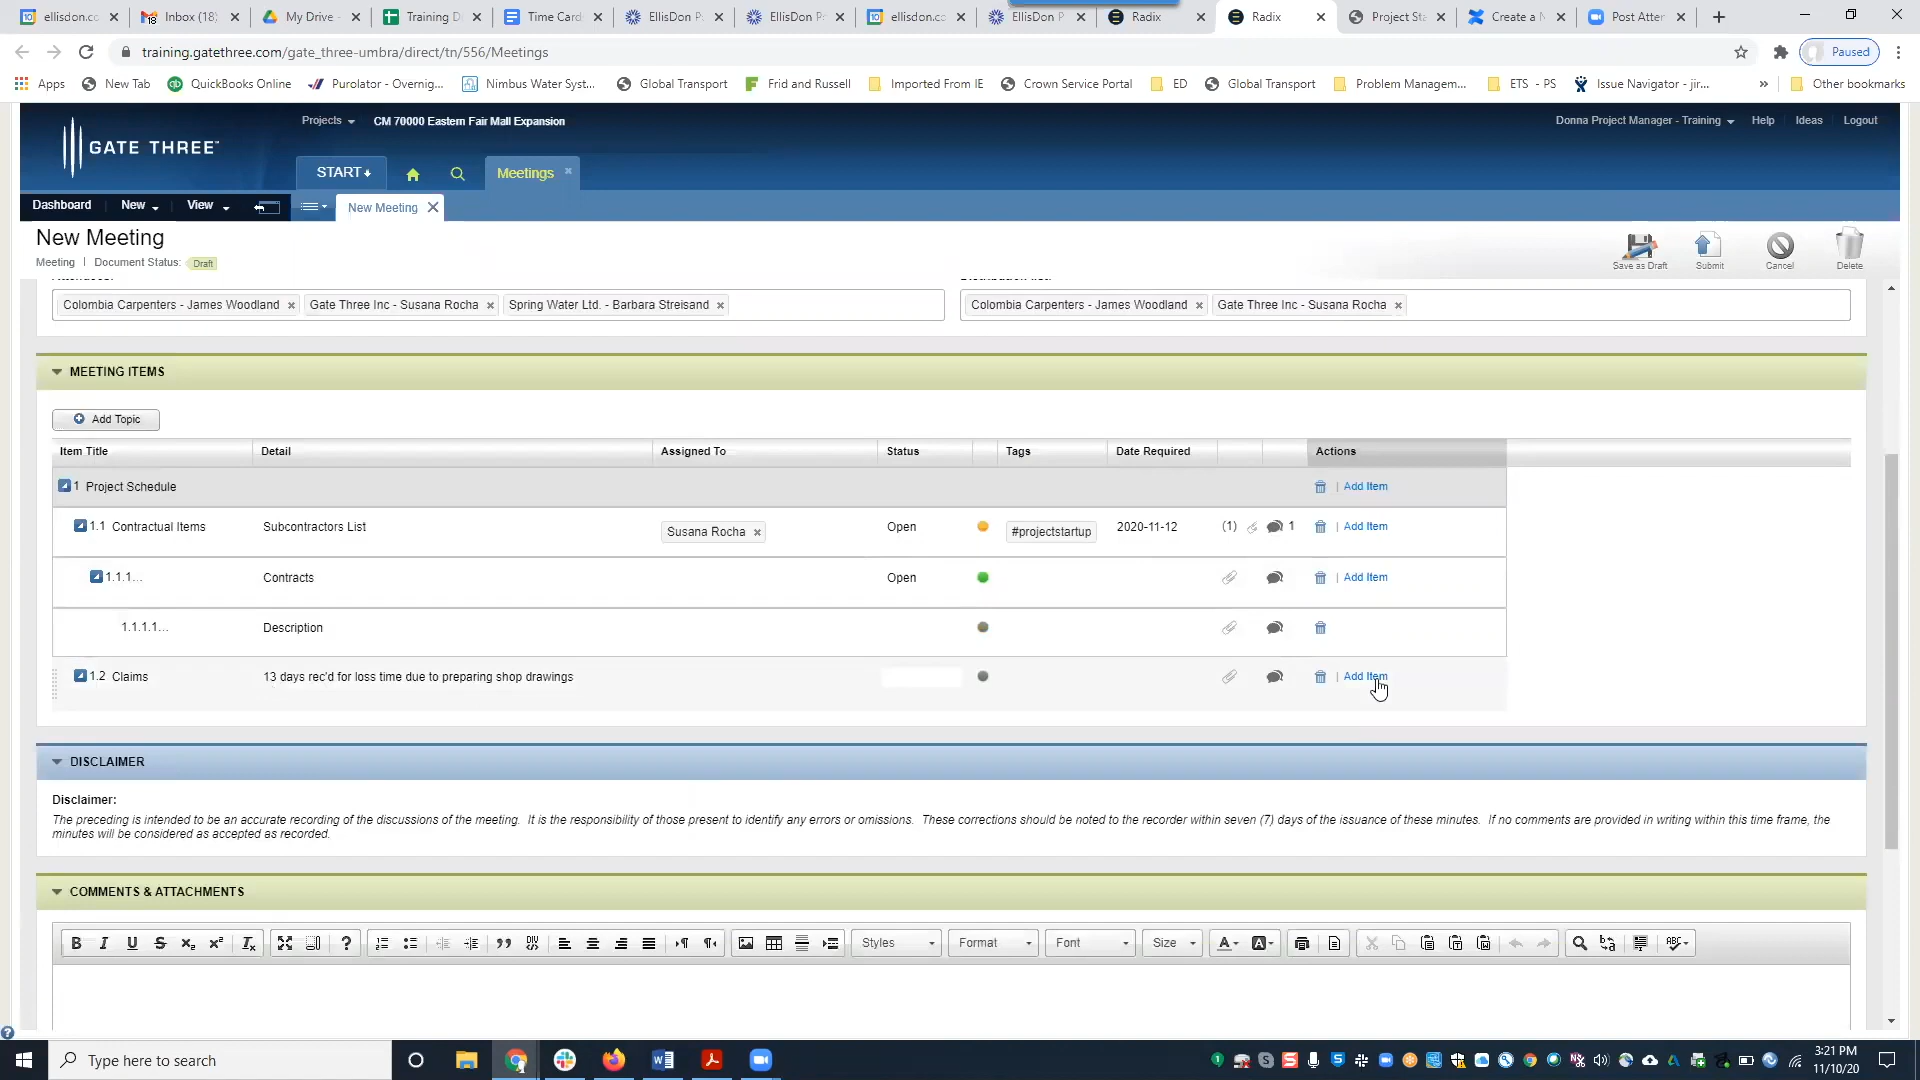 ellisdon.cc
Inbox (18)
My Drive -
Training D
Time Card
EllisDon P
EllisDon P
ellisdon.cc
EllisDon P
Radix
Radix
Project Sta
Create a N
Post Atter
training.gatethree.com/gate_three-umbra/direct/tn/556/Meetings
Paused
Apps
New Tab
QuickBooks Online
Purolator - Overnig...
Nimbus Water Syst...
Global Transport
Frid and Russell
Imported From IE
Crown Service Portal
ED
Global Transport
Problem Managem...
ETS - PS
Issue Navigator - jir...
»
Other bookmarks
GATE THREE
Projects
CM 70000 Eastern Fair Mall Expansion
Donna Project Manager - Training
Help
Ideas
Logout
START
Meetings
Dashboard
New
View
New Meeting
New Meeting
Meeting | Document Status: Draft
Save as Draft
Submit
Cancel
Delete
Colombia Carpenters - James Woodland × Gate Three Inc - Susana Rocha × Spring Water Ltd. - Barbara Streisand ×
Colombia Carpenters - James Woodland × Gate Three Inc - Susana Rocha ×
MEETING ITEMS
Add Topic
Item Title Detail Assigned To Status Tags Date Required Actions
1 Project Schedule | Add Item
1.1 Contractual Items Subcontractors List Susana Rocha × Open #projectstartup 2020-11-12 (1) 1 | Add Item
1.1.1... Contracts Open | Add Item
1.1.1.1... Description
1.2 Claims 13 days rec'd for loss time due to preparing shop drawings | Add Item
DISCLAIMER
Disclaimer:
The preceding is intended to be an accurate recording of the discussions of the meeting. It is the responsibility of those present to identify any errors or omissions. These corrections should be noted to the recorder within seven (7) days of the issuance of these minutes. If no comments are provided in writing within this time frame, the
minutes will be considered as accepted as recorded.
COMMENTS & ATTACHMENTS
Styles
Format
Font
Size
Type here to search
3:21 PM
11/10/20